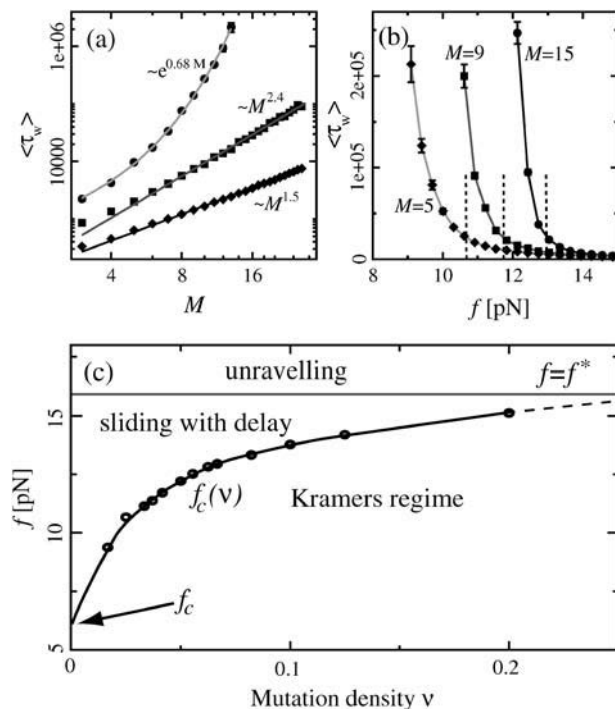 (a)
<τw>
1e+06
10000
~e^0.68 M
~M^2.4
~M^1.5
4 8 16
M
(b)
<τw>
2e+05
1e+05
0
M=5
M=9
M=15
8 10 12 14
f [pN]
(c)
unravelling
f=f*
sliding with delay
fc(ν)
Kramers regime
fc
f [pN]
15
10
5
0 0.1 0.2
Mutation density ν